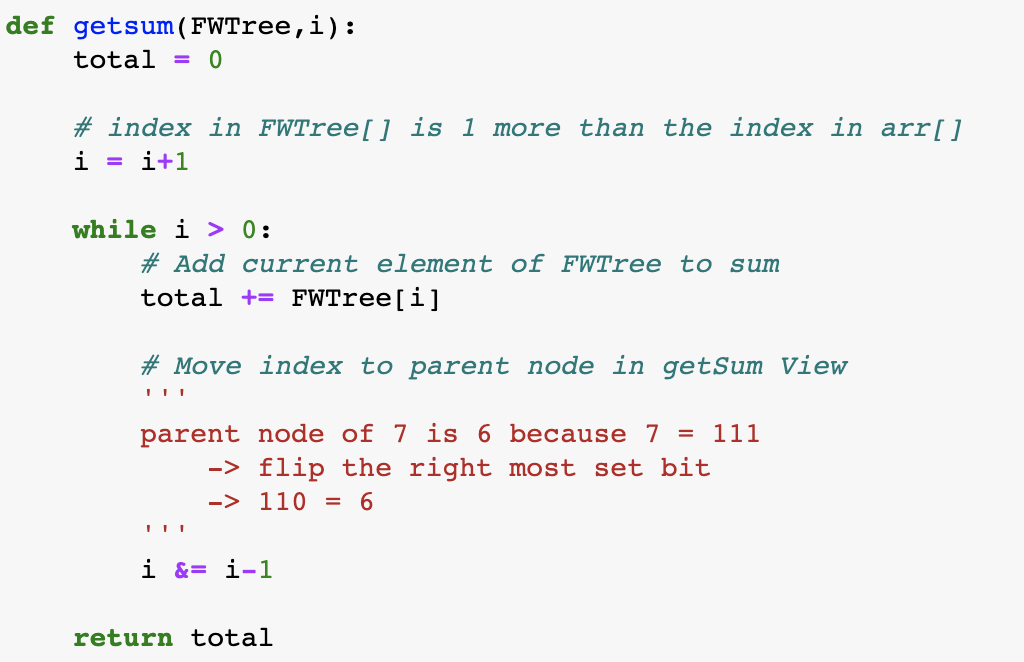 def getsum(FWTree,i):
    total = 0

    # index in FWTree[] is 1 more than the index in arr[]
    i = i+1

    while i > 0:
        # Add current element of FWTree to sum
        total += FWTree[i]

        # Move index to parent node in getSum View
        '''
        parent node of 7 is 6 because 7 = 111
            -> flip the right most set bit
            -> 110 = 6
        '''
        i &= i-1

    return total